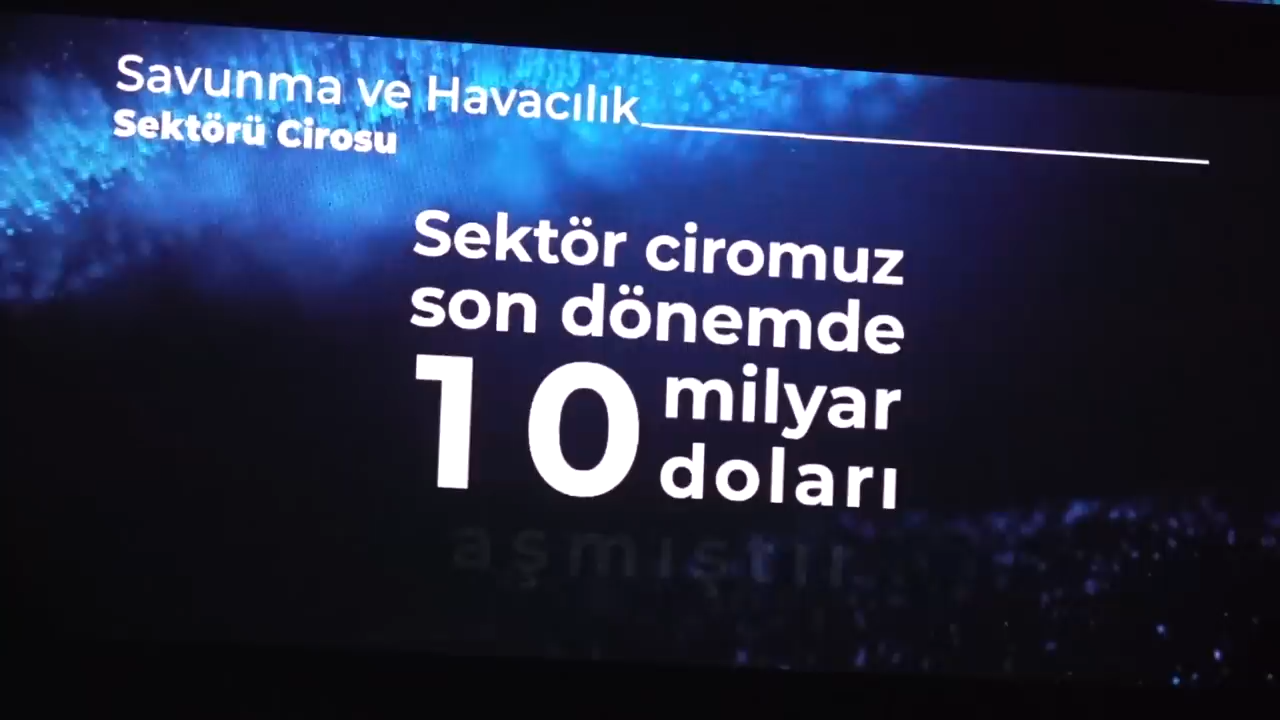 Savunma ve Havacılık
Sektörü Cirosu
Sektör ciromuz
son dönemde
10 milyar
doları
aşmıştır